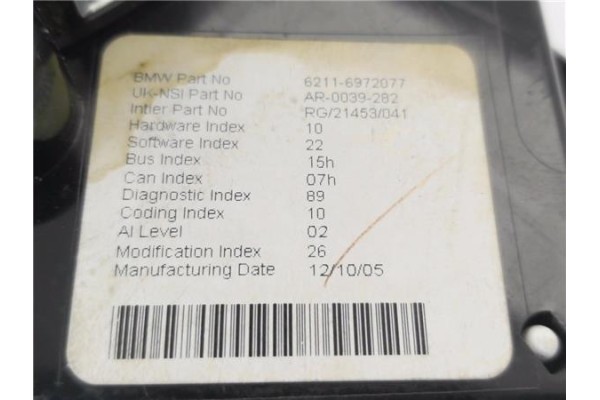 BMW Part No 6211-6972077
UK-NSI Part No AR-0039-282
Intier Part No RG/21453/041
Hardware Index 10
Software Index 22
Bus Index 15h
Can Index 07h
Diagnostic Index 89
Coding Index 10
AI Level 02
Modification Index 26
Manufacturing Date 12/10/05